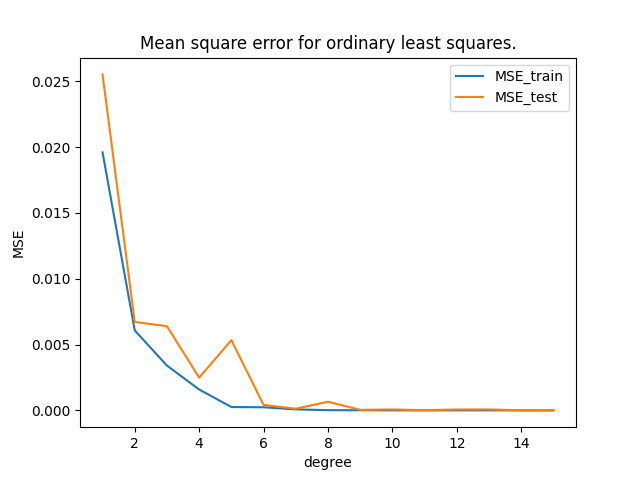 Mean square error for ordinary least squares.
MSE_train
MSE_test
0.025
0.020
0.015
0.010
0.005
0.000
MSE
2 4 6 8 10 12 14
degree